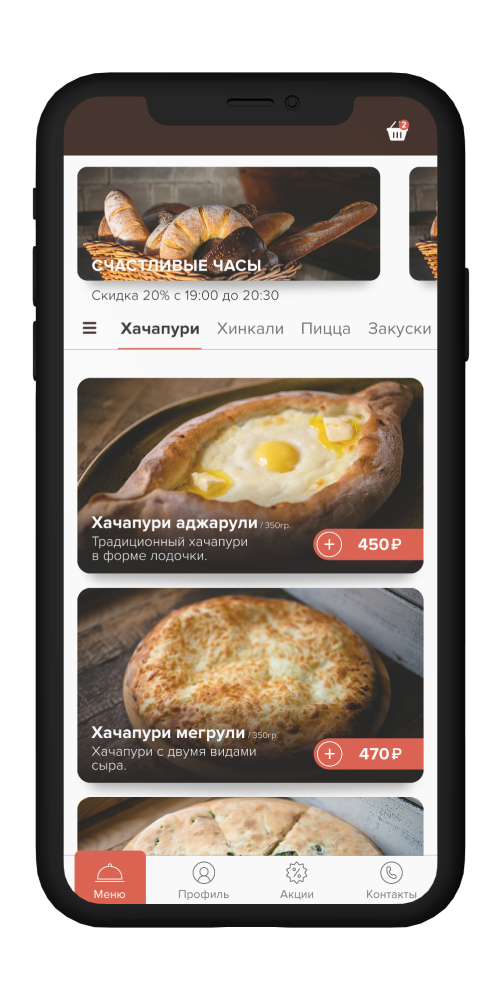 2
СЧАСТЛИВЫЕ ЧАСЫ
Скидка 20% с 19:00 до 20:30
Хачапури Хинкали Пицца Закуски
Хачапури аджарули / 350гр.
Традиционный хачапури
в форме лодочки.
450₽
Хачапури мегрули / 350гр.
Хачапури с двумя видами
сыра.
470₽
Меню Профиль Акции Контакты